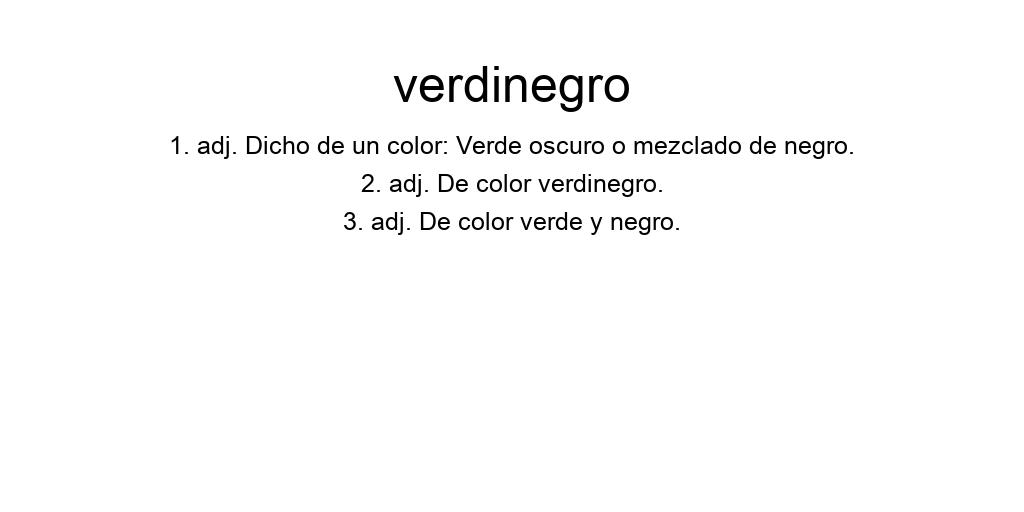 verdinegro
1. adj. Dicho de un color: Verde oscuro o mezclado de negro.
2. adj. De color verdinegro.
3. adj. De color verde y negro.